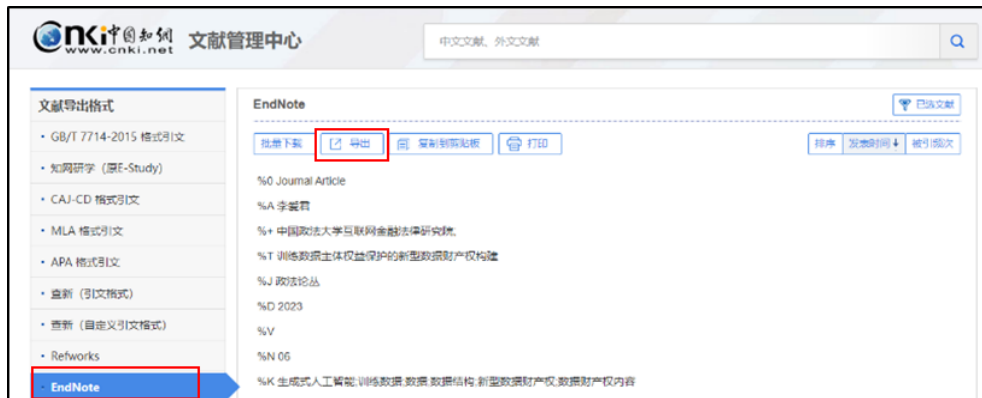 cnki中国知网
www.cnki.net
文献管理中心
中文文献、外文文献
文献导出格式
• GB/T 7714-2015 格式引文
• 知网研学（原E-Study)
• CAJ-CD 格式引文
• MLA 格式引文
• APA 格式引文
• 查新（引文格式）
• 查新（自定义引文格式）
• Refworks
• EndNote
EndNote
已选文献
批量下载 导出 复制到剪贴板 打印
排序 发表时间↓ 被引频次
%0 Journal Article
%A 李爱君
%+ 中国政法大学互联网金融法律研究院;
%T 训练数据主体权益保护的新型数据财产权构建
%J 政法论丛
%D 2023
%V
%N 06
%K 生成式人工智能;训练数据;数据;数据结构;新型数据财产权;数据财产权内容